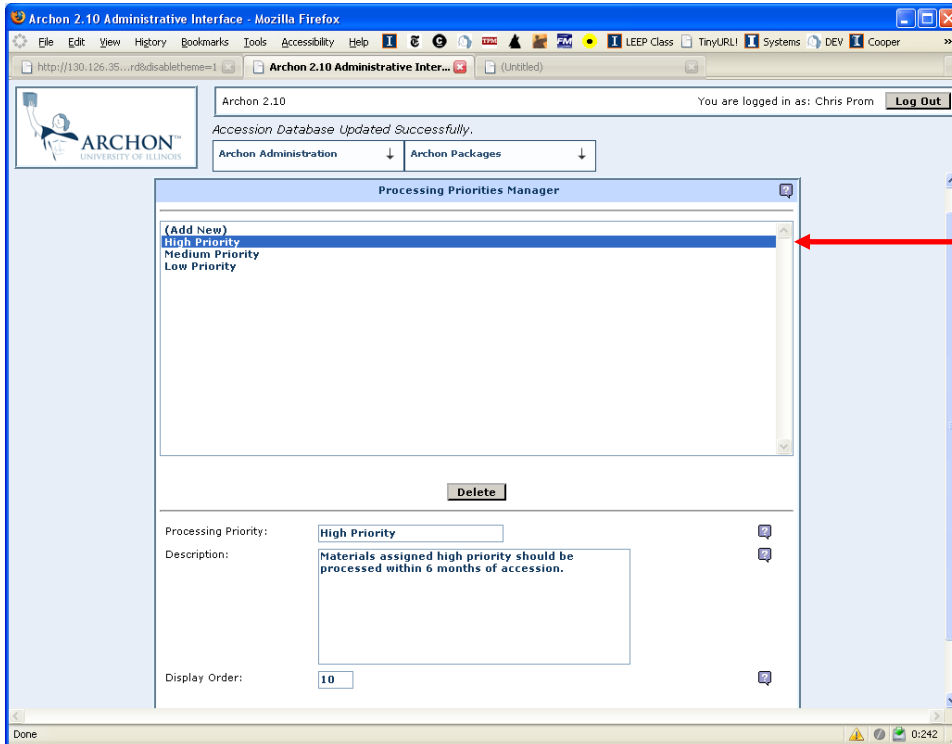 Archon 2.10 Administrative Interface - Mozilla Firefox
File Edit View History Bookmarks Tools Accessibility Help LEEP Class TinyURL! Systems DEV Cooper »
http://130.126.35...rd&disabletheme=1 Archon 2.10 Administrative Inter... (Untitled)
ARCHON™
UNIVERSITY OF ILLINOIS
Archon 2.10 You are logged in as: Chris Prom Log Out
Accession Database Updated Successfully.
Archon Administration ↓ Archon Packages ↓
Processing Priorities Manager ?
(Add New)
High Priority
Medium Priority
Low Priority
Delete
Processing Priority: High Priority ?
Description: Materials assigned high priority should be ?
processed within 6 months of accession.
Display Order: 10 ?
Done 0:242